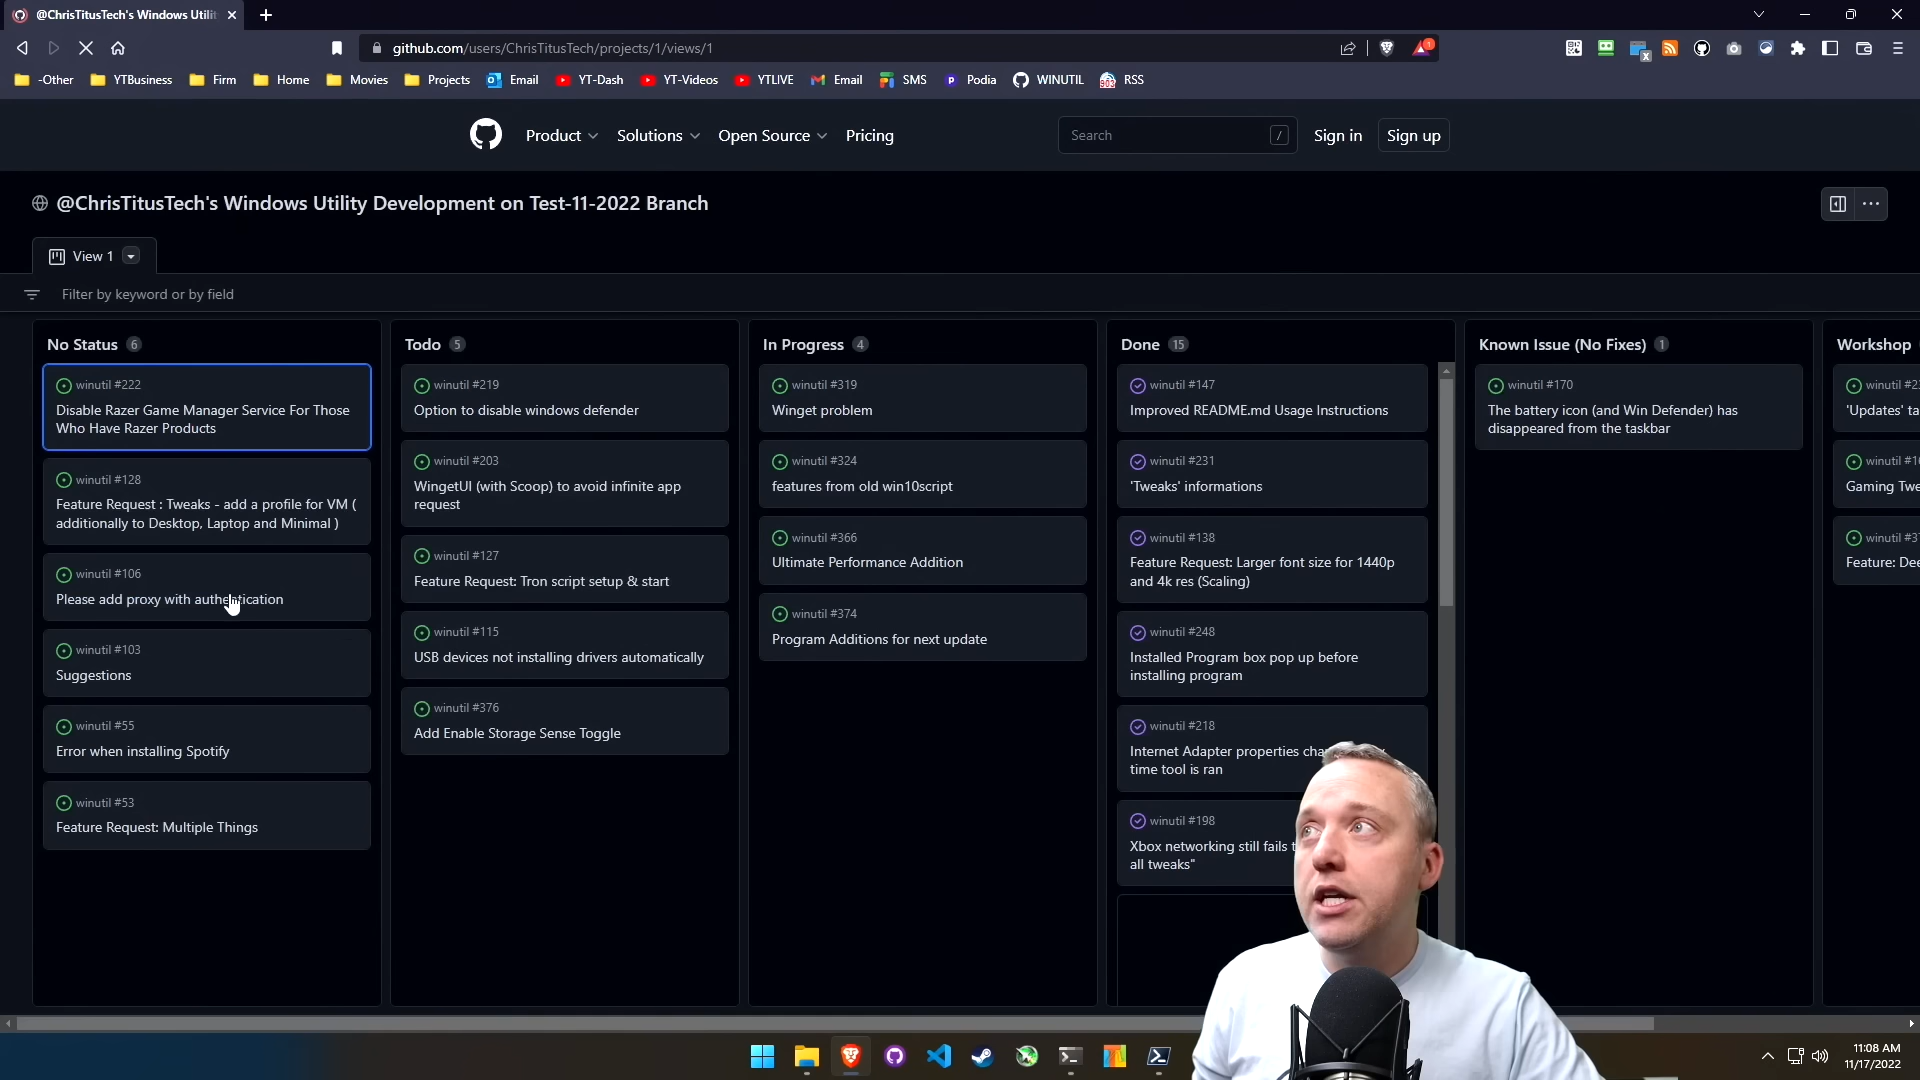 @ChrisTitusTech's Windows Utili
github.com/users/ChrisTitusTech/projects/1/views/1
1
-Other
YTBusiness
Firm
Home
Movies
Projects
Email
YT-Dash
YT-Videos
YTLIVE
Email
SMS
Podia
WINUTIL
RSS
Product
Solutions
Open Source
Pricing
Search
/
Sign in
Sign up
@ChrisTitusTech's Windows Utility Development on Test-11-2022 Branch
View 1
Filter by keyword or by field
No Status 6
winutil #222
Disable Razer Game Manager Service For Those
Who Have Razer Products
winutil #128
Feature Request : Tweaks - add a profile for VM (
additionally to Desktop, Laptop and Minimal )
winutil #106
Please add proxy with authentication
winutil #103
Suggestions
winutil #55
Error when installing Spotify
winutil #53
Feature Request: Multiple Things
Todo 5
winutil #219
Option to disable windows defender
winutil #203
WingetUI (with Scoop) to avoid infinite app
request
winutil #127
Feature Request: Tron script setup & start
winutil #115
USB devices not installing drivers automatically
winutil #376
Add Enable Storage Sense Toggle
In Progress 4
winutil #319
Winget problem
winutil #324
features from old win10script
winutil #366
Ultimate Performance Addition
winutil #374
Program Additions for next update
Done 15
winutil #147
Improved README.md Usage Instructions
winutil #231
'Tweaks' informations
winutil #138
Feature Request: Larger font size for 1440p
and 4k res (Scaling)
winutil #248
Installed Program box pop up before
installing program
winutil #218
Internet Adapter properties
time tool is ran
winutil #198
Xbox networking still fails
all tweaks"
Known Issue (No Fixes) 1
winutil #170
The battery icon (and Win Defender) has
disappeared from the taskbar
Workshop
winutil
'Updates'
winutil
Gaming
winutil
Feature:
11:08 AM
11/17/2022